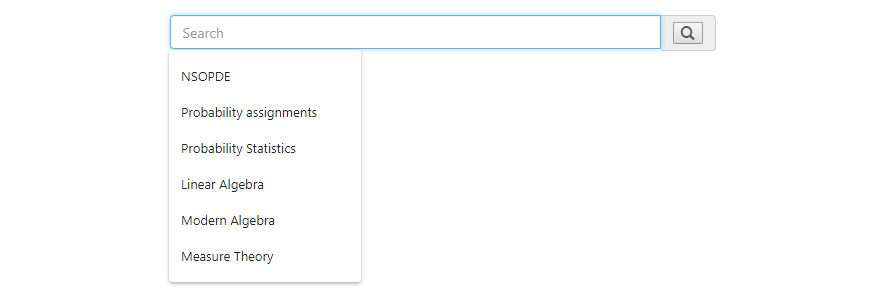 Search
NSOPDE
Probability assignments
Probability Statistics
Linear Algebra
Modern Algebra
Measure Theory